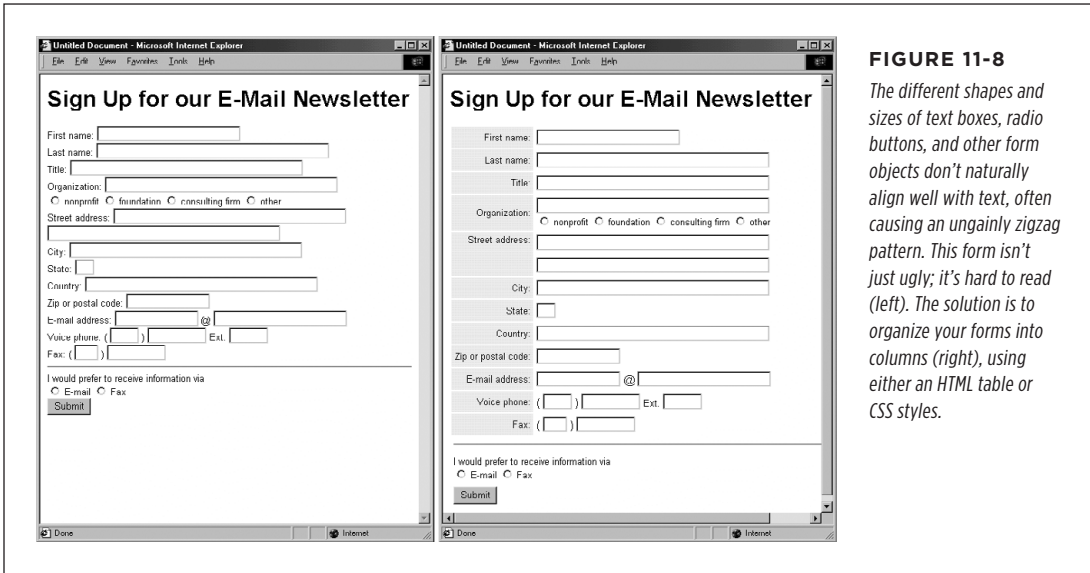 Untitled Document - Microsoft Internet Explorer
File Edit View Favorites Tools Help
Sign Up for our E-Mail Newsletter
First name:
Last name:
Title:
Organization:
nonprofit foundation consulting firm other
Street address:
City:
State:
Country:
Zip or postal code:
E-mail address: @
Voice phone: ( ) Ext.
Fax: ( )
I would prefer to receive information via
E-mail Fax
Submit
Done Internet
Untitled Document - Microsoft Internet Explorer
File Edit View Favorites Tools Help
Sign Up for our E-Mail Newsletter
First name:
Last name:
Title:
Organization:
nonprofit foundation consulting firm other
Street address:
City:
State:
Country:
Zip or postal code:
E-mail address: @
Voice phone: ( ) Ext.
Fax: ( )
I would prefer to receive information via
E-mail Fax
Submit
Done Internet
FIGURE 11-8
The different shapes and
sizes of text boxes, radio
buttons, and other form
objects don’t naturally
align well with text, often
causing an ungainly zigzag
pattern. This form isn’t
just ugly; it’s hard to read
(left). The solution is to
organize your forms into
columns (right), using
either an HTML table or
CSS styles.